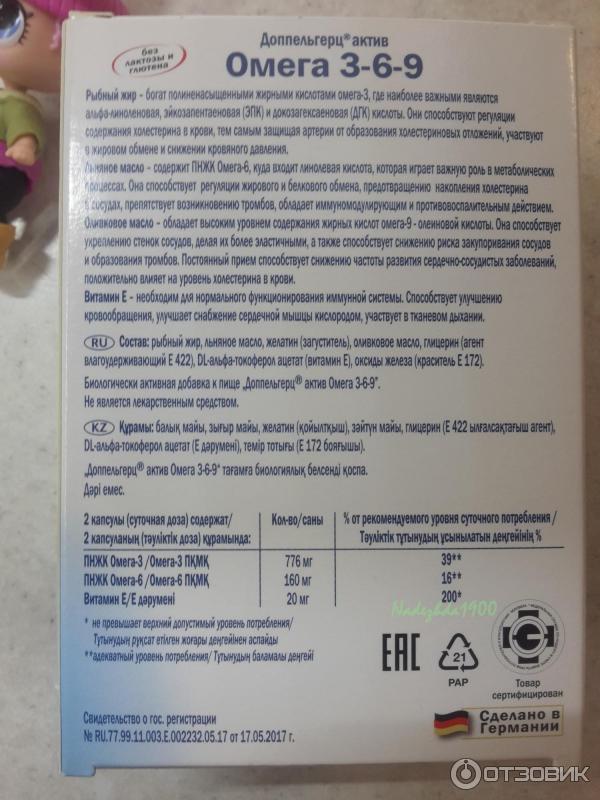 без
лактозы и
глютена
Доппельгерц® актив
Омега 3-6-9
Рыбный жир – богат полиненасыщенными жирными кислотами омега-3, где наиболее важными являются
альфа-линоленовая, эйкозапентаеновая (ЭПК) и докозагексаеновая (ДГК) кислоты. Они способствуют регуляции
содержания холестерина в крови, тем самым защищая артерии от образования холестериновых отложений, участвуют
в жировом обмене и снижении кровяного давления.
Льняное масло – содержит ПНЖК Омега-6, куда входит линолевая кислота, которая играет важную роль в метаболических
процессах. Она способствует регуляции жирового и белкового обмена, предотвращению накопления холестерина
в сосудах, препятствует возникновению тромбов, обладает иммуномодулирующим и противовоспалительным действием.
Оливковое масло – обладает высоким уровнем содержания жирных кислот омега-9 - олеиновой кислоты. Она способствует
укреплению стенок сосудов, делая их более эластичными, а также способствует снижению риска закупоривания сосудов
и образования тромбов. Постоянный прием способствует снижению частоты развития сердечно-сосудистых заболеваний,
положительно влияет на уровень холестерина в крови.
Витамин Е – необходим для нормального функционирования иммунной системы. Способствует улучшению
кровообращения, улучшает снабжение сердечной мышцы кислородом, участвует в тканевом дыхании.
RU Состав: рыбный жир, льняное масло, желатин (загуститель), оливковое масло, глицерин (агент
влагоудерживающий Е 422), DL-альфа-токоферол ацетат (витамин Е), оксиды железа (краситель Е 172).
Биологически активная добавка к пище „Доппельгерц® актив Омега 3-6-9".
Не является лекарственным средством.
KZ Құрамы: балық майы, зығыр майы, желатин (қойылтқыш), зәйтүн майы, глицерин (Е 422 ылғалсақтағыш агент),
DL-альфа-токоферол ацетат (Е дәрумені), темір тотығы (Е 172 бояғышы).
„Доппельгерц® актив Омега 3-6-9" тағамға биологиялық белсенді қоспа.
Дәрі емес.
2 капсулы (суточная доза) содержат/ Кол-во/саны % от рекомендуемого уровня суточного потребления /
2 капсуланың (тәуліктік доза) құрамында: Тәуліктік тұтынудың ұсынылатын деңгейінің %
ПНЖК Омега-3 /Омега-3 ПҚМҚ 776 мг 39**
ПНЖК Омега-6 / Омега-6 ПҚМҚ 160 мг 16**
Витамин Е/Е дәрумені 20 мг 200*
Nadezhda1900
* не превышает верхний допустимый уровень потребления/
Тұтынудың рұқсат етілген жоғары деңгейінен аспайды
**адекватный уровень потребления/ Тұтынудың баламалы деңгейі
EAC
21
PAP
Товар
сертифицирован
Сделано в
Германии
Свидетельство о гос. регистрации
№ RU.77.99.11.003.Е.002232.05.17 от 17.05.2017 г.
ОТЗОВИК